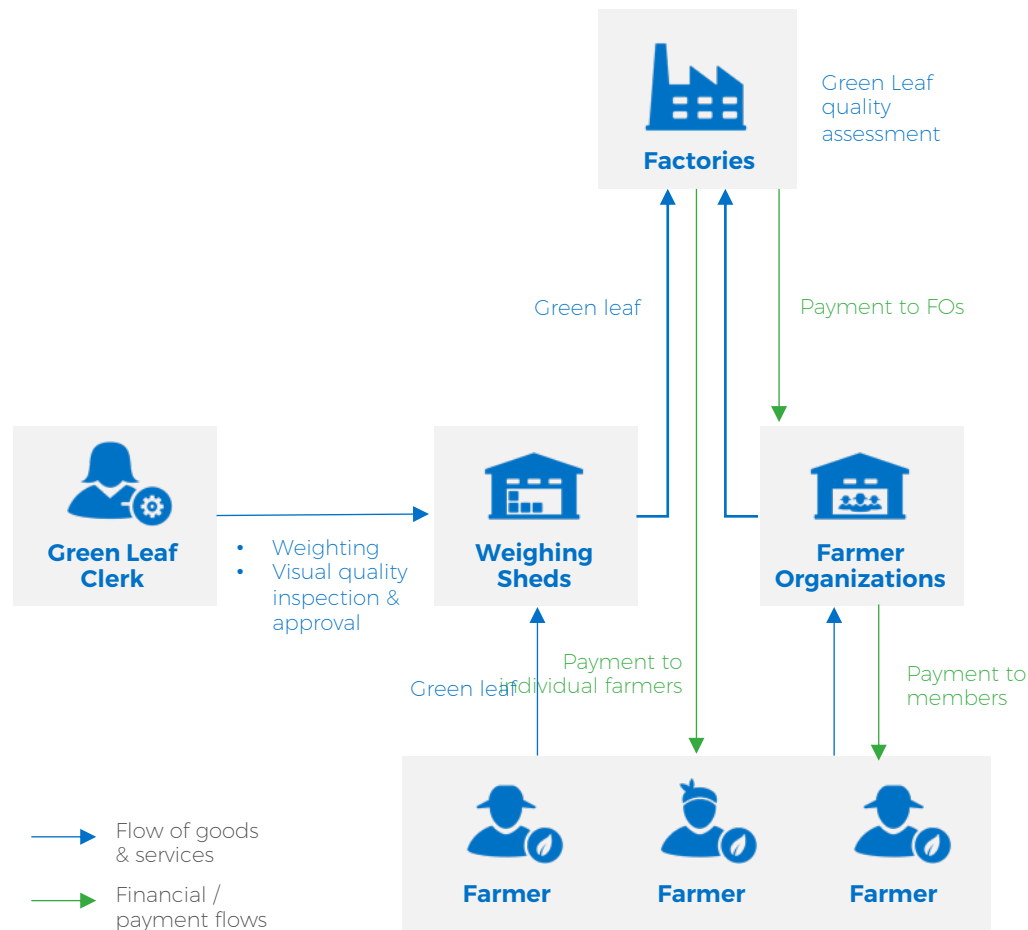 Factories
Green Leaf
quality
assessment
Green leaf
Payment to FOs
Green Leaf
Clerk
• Weighting
• Visual quality
inspection &
approval
Weighing
Sheds
Farmer
Organizations
Green leaf
Payment to
individual farmers
Payment to
members
Farmer
Farmer
Farmer
Flow of goods
& services
Financial /
payment flows